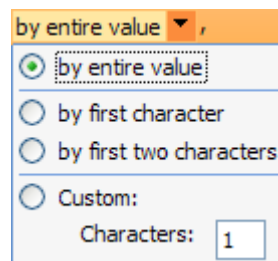 by entire value ,
by entire value
by first character
by first two characters
Custom:
Characters: 1